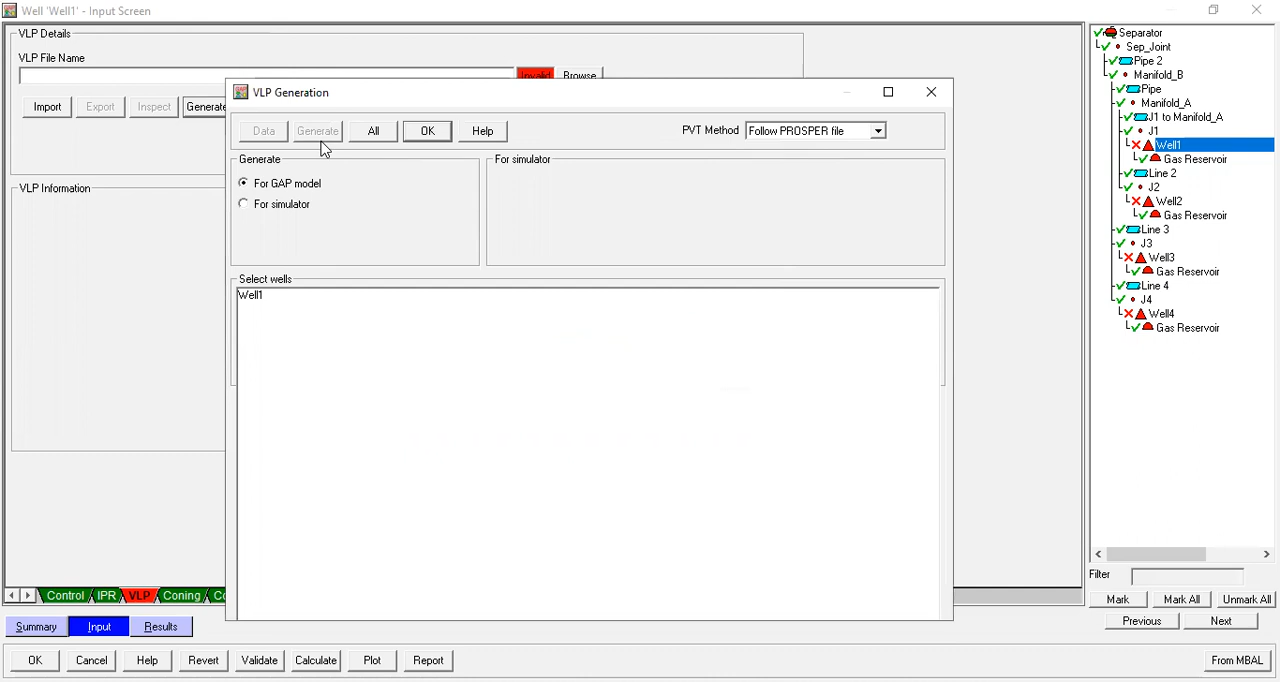 Well 'Well1' - Input Screen
VLP Details
VLP File Name
Invalid Browse
Import Export Inspect Generate
VLP Information
VLP Generation
Data Generate All OK Help PVT Method Follow PROSPER file
Generate
For GAP model
For simulator
For simulator
Select wells
Well1
Control IPR VLP Coning Co
Summary Input Results
OK Cancel Help Revert Validate Calculate Plot Report From MBAL
Separator
Sep_Joint
Pipe 2
Manifold_B
Pipe
Manifold_A
J1 to Manifold_A
J1
Well1
Gas Reservoir
Line 2
J2
Well2
Gas Reservoir
Line 3
J3
Well3
Gas Reservoir
Line 4
J4
Well4
Gas Reservoir
Filter
Mark Mark All Unmark All
Previous Next